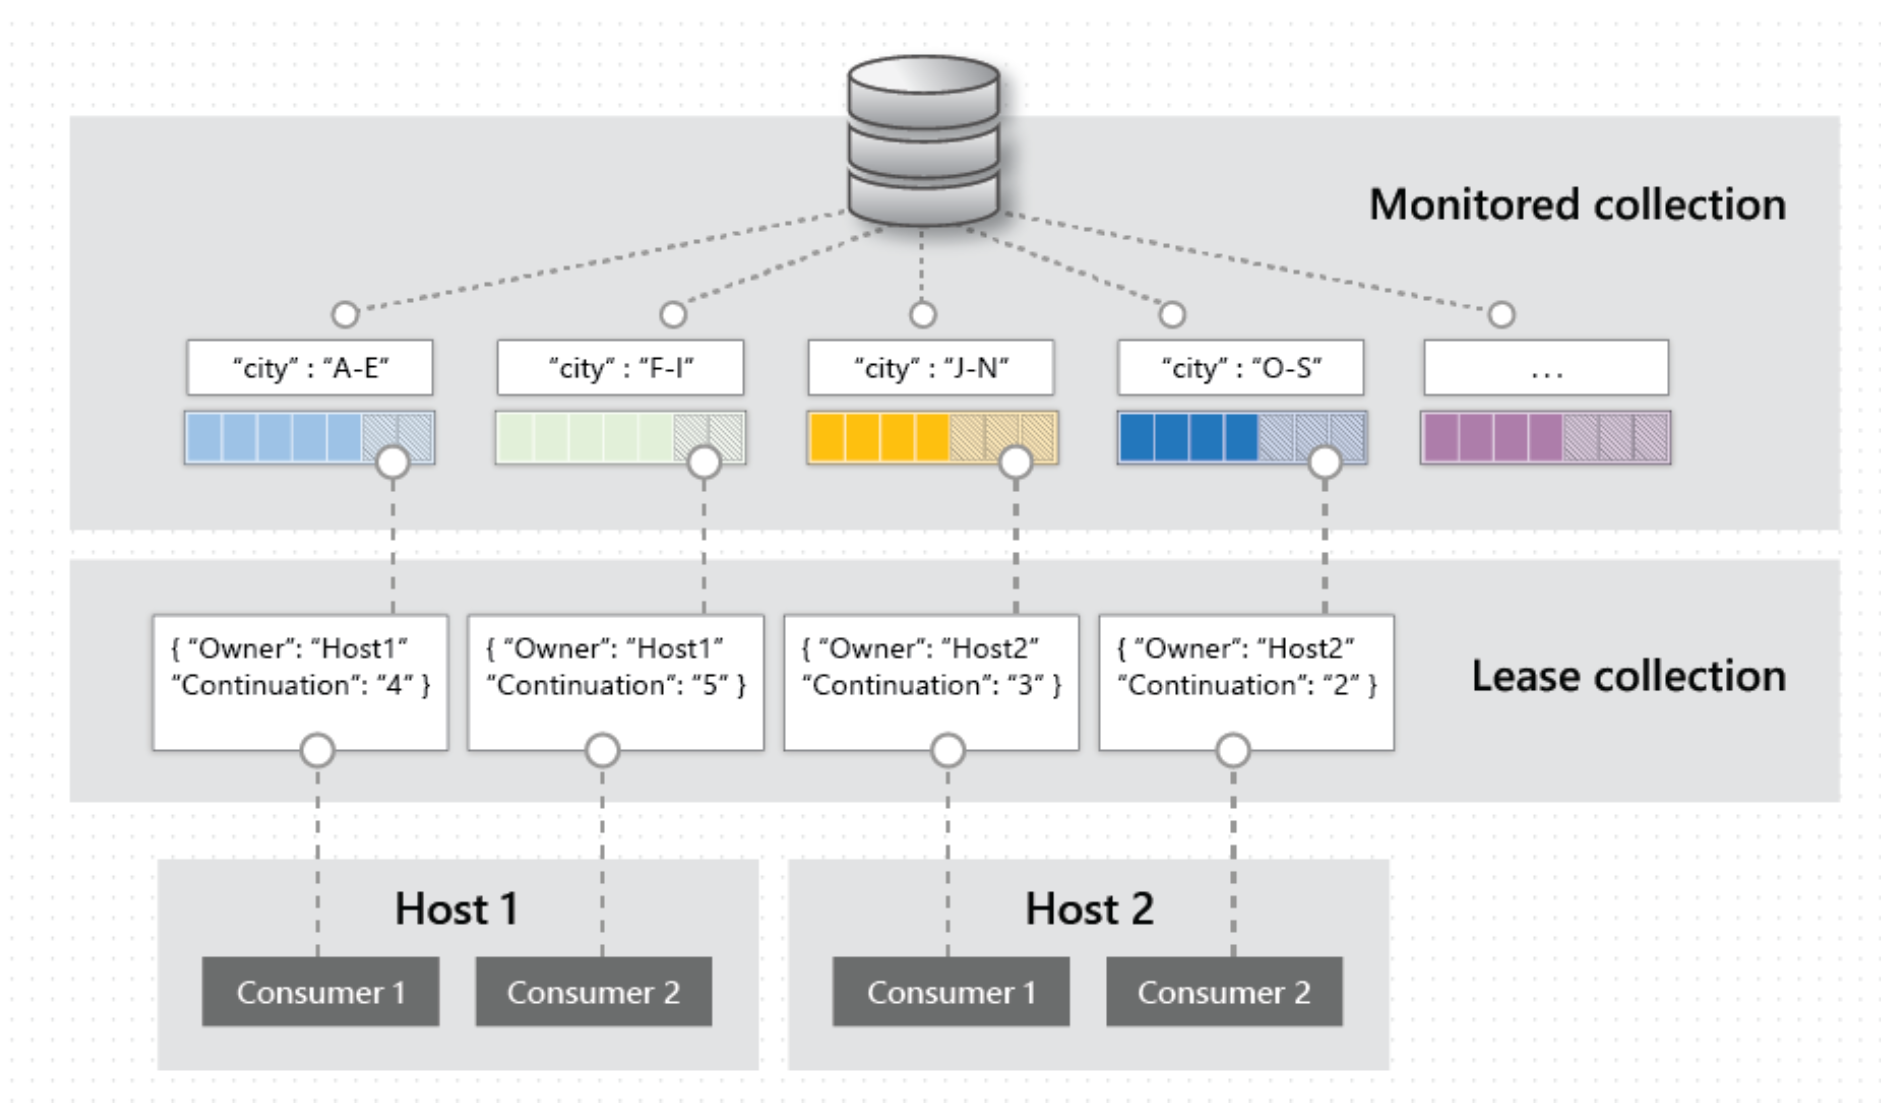 Monitored collection
“city” : “A-E”
“city” : “F-I”
“city” : “J-N”
“city” : “O-S”
...
{ “Owner”: “Host1”
“Continuation”: “4” }
{ “Owner”: “Host1”
“Continuation”: “5” }
{ “Owner”: “Host2”
“Continuation”: “3” }
{ “Owner”: “Host2”
“Continuation”: “2” }
Lease collection
Host 1
Consumer 1
Consumer 2
Host 2
Consumer 1
Consumer 2